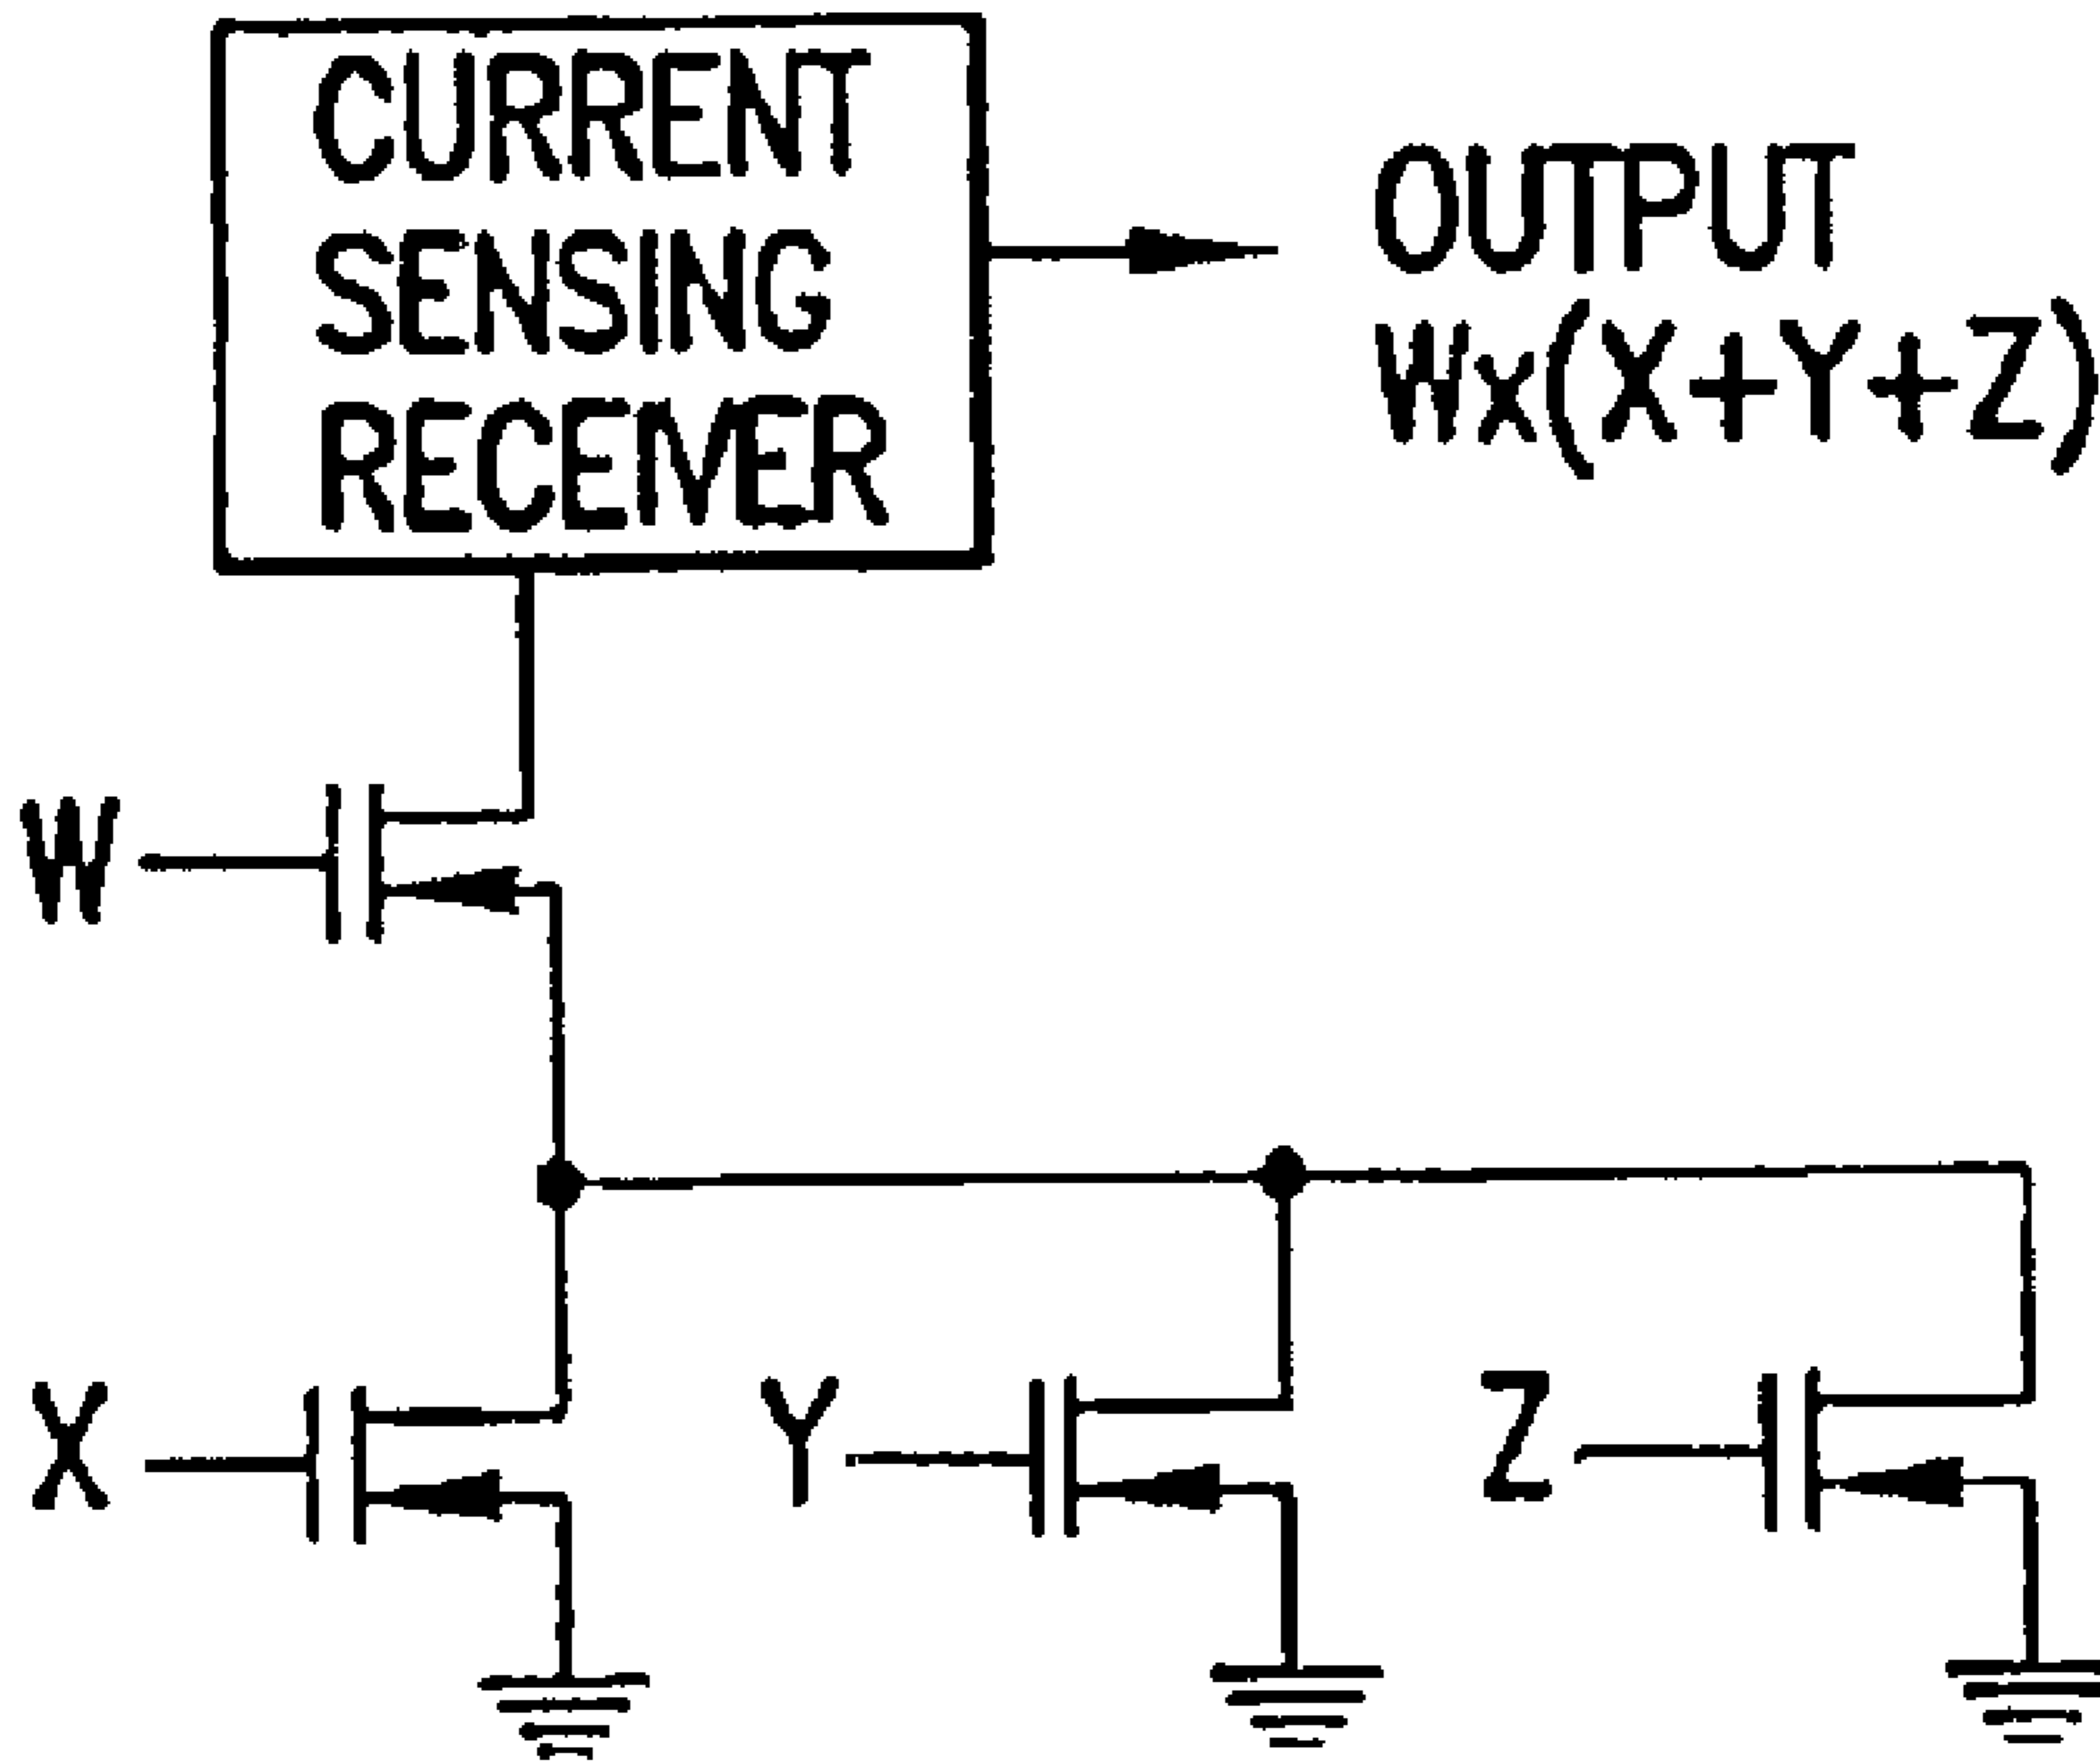 CURRENT
SENSING
RECEIVER
OUTPUT
Wx(X+Y+Z)
W
X
Y
Z